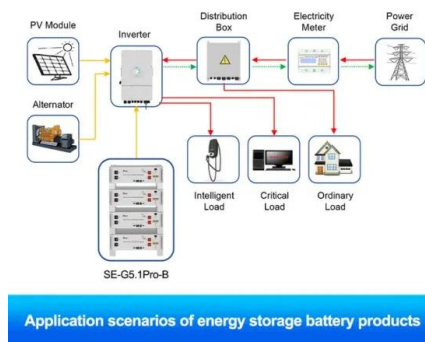 PV Module
Inverter
Distribution
Box
Electricity
Meter
Power
Grid
Alternator
Intelligent
Load
Critical
Load
Ordinary
Load
SE-G5.1Pro-B
Application scenarios of energy storage battery products